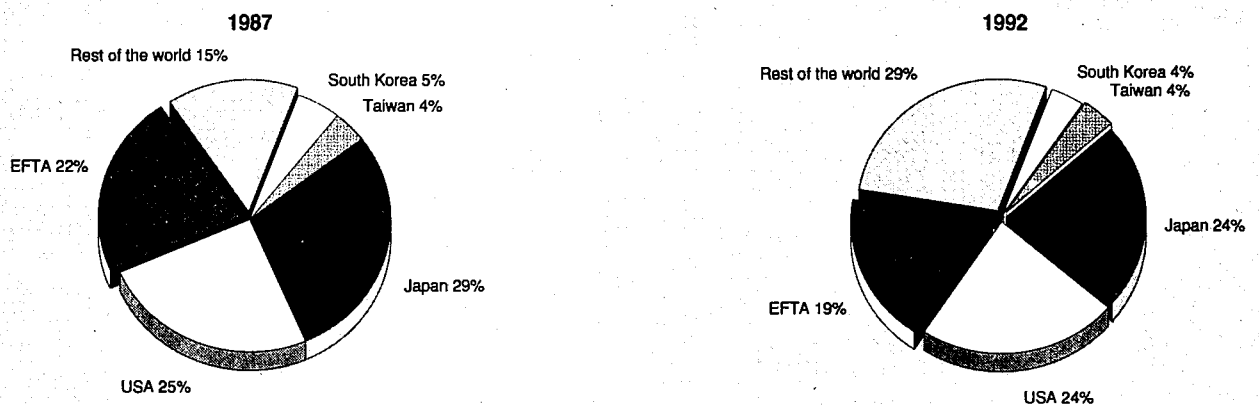 1987
Rest of the world 15%
South Korea 5%
Taiwan 4%
EFTA 22%
Japan 29%
USA 25%
1992
Rest of the world 29%
South Korea 4%
Taiwan 4%
Japan 24%
EFTA 19%
USA 24%